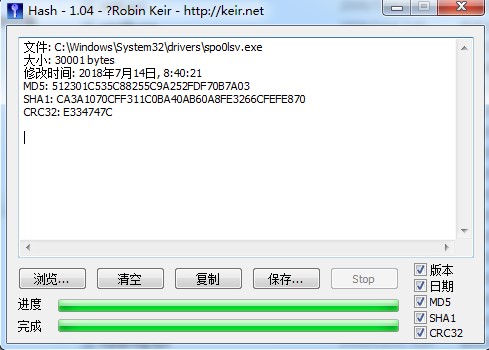 Hash - 1.04 - ?Robin Keir - http://keir.net
文件: C:\Windows\System32\drivers\spo0lsv.exe
大小: 30001 bytes
修改时间: 2018年7月14日, 8:40:21
MD5: 512301C535C88255C9A252FDF70B7A03
SHA1: CA3A1070CFF311C0BA40AB60A8FE3266CFEFE870
CRC32: E334747C
浏览... 清空 复制 保存... Stop
版本
日期
MD5
SHA1
CRC32
进度
完成